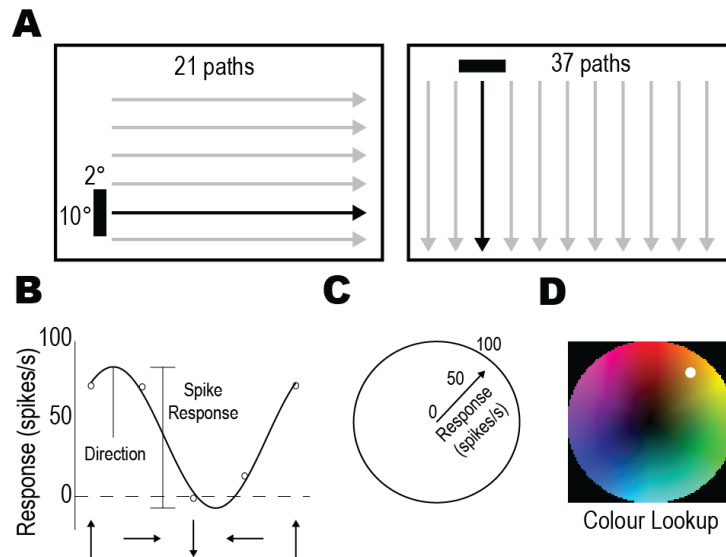 A
21 paths
2°
10°
37 paths
B
100
50
0
Response (spikes/s)
Spike
Response
Direction
C
100
50
0
Response
(spikes/s)
D
Colour Lookup